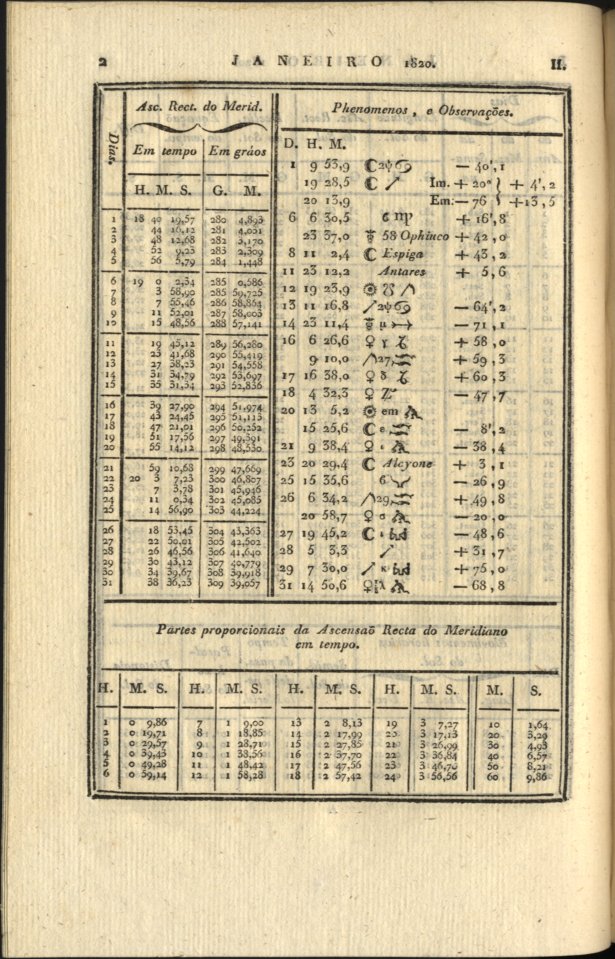 2 JANEIRO 1820. II.
Dias.
Asc. Rect. do Merid.
Em tempo Em gráos
H. M. S. G. M.
1 18 40 19,57 280 4,893
2 44 16,12 281 4,031
3 48 12,68 282 3,170
4 52 9,23 283 2,309
5 56 5,79 284 1,448
6 19 0 2,34 285 0,586
7 3 58,90 285 59,725
8 7 55,46 286 58,864
9 11 52,01 287 58,003
10 15 48,56 288 57,141
11 19 45,12 289 56,280
12 23 41,68 290 55,419
13 27 38,23 291 54,558
14 31 34,79 292 53,697
15 35 31,34 293 52,836
16 39 27,90 294 51,974
17 43 24,45 295 51,113
18 47 21,01 296 50,252
19 51 17,56 297 49,391
20 55 14,12 298 48,530
21 59 10,68 299 47,669
22 20 3 7,23 300 46,807
23 7 3,78 301 45,946
24 11 0,34 302 45,085
25 14 56,90 303 44,224
26 18 53,45 304 43,363
27 22 50,01 305 42,502
28 26 46,56 306 41,640
29 30 43,12 307 40,779
30 34 39,67 308 39,918
31 38 36,23 309 39,057
Phenomenos, e Observações.
D. H. M.
1 9 53,9 ☾ 2ψ♋ — 40',1
19 28,5 ☾ Im. + 20" } + 4',2
20 13,9 Em: — 76 } +13,5
6 6 30,5 6 ♍ + 16',8
23 37,0 ☿ 58 Ophiuco + 42,0
8 11 2,4 ☾ Espiga + 43,2
11 23 12,2 Antares + 5,6
12 19 23,9
13 11 16,8 2ψ♋ — 64',2
14 23 11,4 ☿ μ ♐ — 71,1
16 6 26,6 ♀ γ ♑ + 58,0
9 10,0 27 ♒ + 59,3
17 16 38,0 ♀ δ ♑ + 60,3
18 4 32,3 ♀ — 47,7
20 13 5,2 em ♒
15 25,6 ☾ ε ♒ — 8',2
21 9 38,4 ♀ ι ♒ — 38,4
23 20 29,4 ☾ Alcyone + 3,1
25 15 35,6 6 — 26,9
26 6 34,2 29 ♒ + 49,8
20 58,7 ♀ σ ♒ — 20,0
27 19 45,2 ☾ — 48,6
28 5 3,3 + 31,7
29 7 30,0 κ + 75,0
31 14 50,6 ♀ λ ♒ — 68,8
Partes proporcionais da Ascensaõ Recta do Meridiano
em tempo.
H. M. S. H. M. S. H. M. S. H. M. S. M. S.
1 0 9,86 7 1 9,00 13 2 8,13 19 3 7,27 10 1,64
2 0 19,71 8 1 18,85 14 2 17,99 20 3 17,13 20 3,29
3 0 29,57 9 1 28,71 15 2 27,85 21 3 26,99 30 4,93
4 0 39,43 10 1 38,56 16 2 37,70 22 3 36,84 40 6,57
5 0 49,28 11 1 48,42 17 2 47,56 23 3 46,70 50 8,21
6 0 59,14 12 1 58,28 18 2 57,42 24 3 56,56 60 9,86